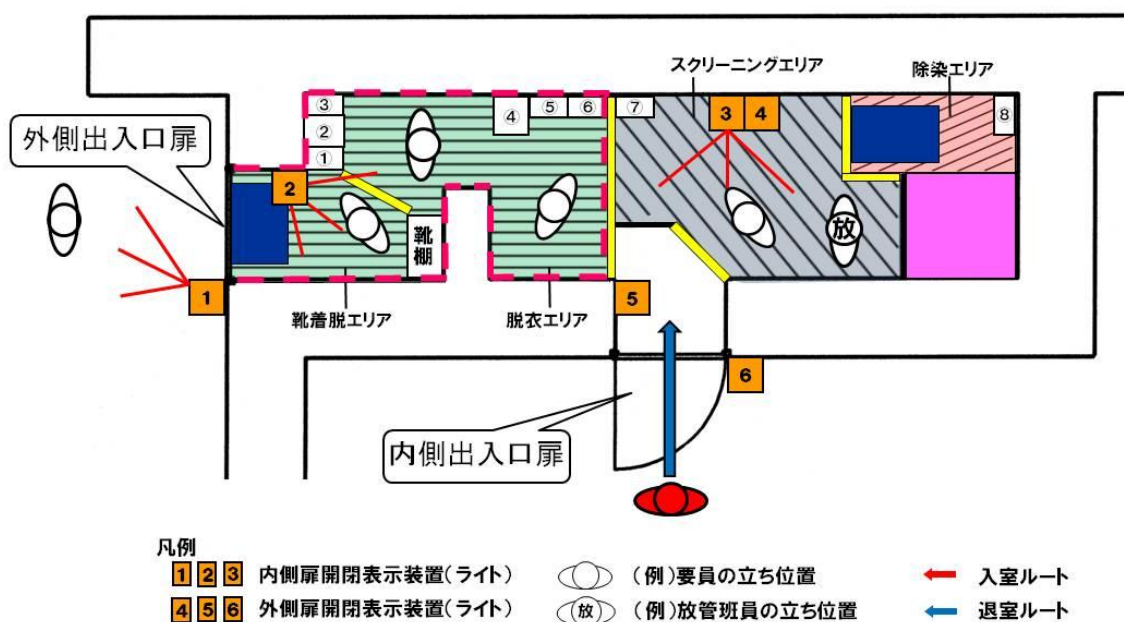 スクリーニングエリア
除染エリア
外側出入口扉
③
②
①
④
⑤
⑥
⑦
3
4
⑧
2
靴棚
放
1
5
靴着脱エリア
脱衣エリア
6
内側出入口扉
凡例
1 2 3 内側扉開閉表示装置(ライト) (例)要員の立ち位置 入室ルート
4 5 6 外側扉開閉表示装置(ライト) 放 (例)放管班員の立ち位置 退室ルート